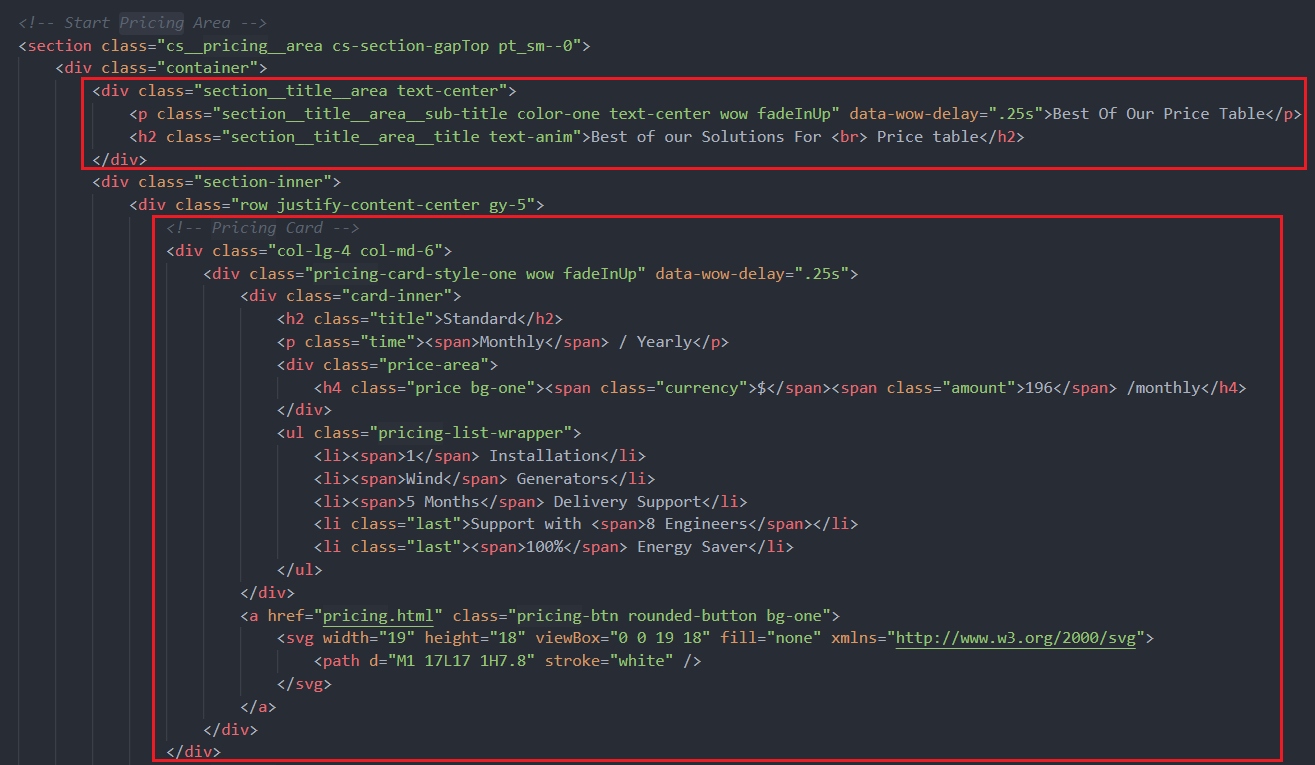 <!-- Start Pricing Area -->
<section class="cs__pricing__area cs-section-gapTop pt_sm--0">
<div class="container">
<div class="section__title__area text-center">
<p class="section__title__area__sub-title color-one text-center wow fadeInUp" data-wow-delay=".25s">Best Of Our Price Table</p>
<h2 class="section__title__area__title text-anim">Best of our Solutions For <br> Price table</h2>
</div>
<div class="section-inner">
<div class="row justify-content-center gy-5">
<!-- Pricing Card -->
<div class="col-lg-4 col-md-6">
<div class="pricing-card-style-one wow fadeInUp" data-wow-delay=".25s">
<div class="card-inner">
<h2 class="title">Standard</h2>
<p class="time"><span>Monthly</span> / Yearly</p>
<div class="price-area">
<h4 class="price bg-one"><span class="currency">$</span><span class="amount">196</span> /monthly</h4>
</div>
<ul class="pricing-list-wrapper">
<li><span>1</span> Installation</li>
<li><span>Wind</span> Generators</li>
<li><span>5 Months</span> Delivery Support</li>
<li class="last">Support with <span>8 Engineers</span></li>
<li class="last"><span>100%</span> Energy Saver</li>
</ul>
</div>
<a href="pricing.html" class="pricing-btn rounded-button bg-one">
<svg width="19" height="18" viewBox="0 0 19 18" fill="none" xmlns="http://www.w3.org/2000/svg">
<path d="M1 17L17 1H7.8" stroke="white" />
</svg>
</a>
</div>
</div>